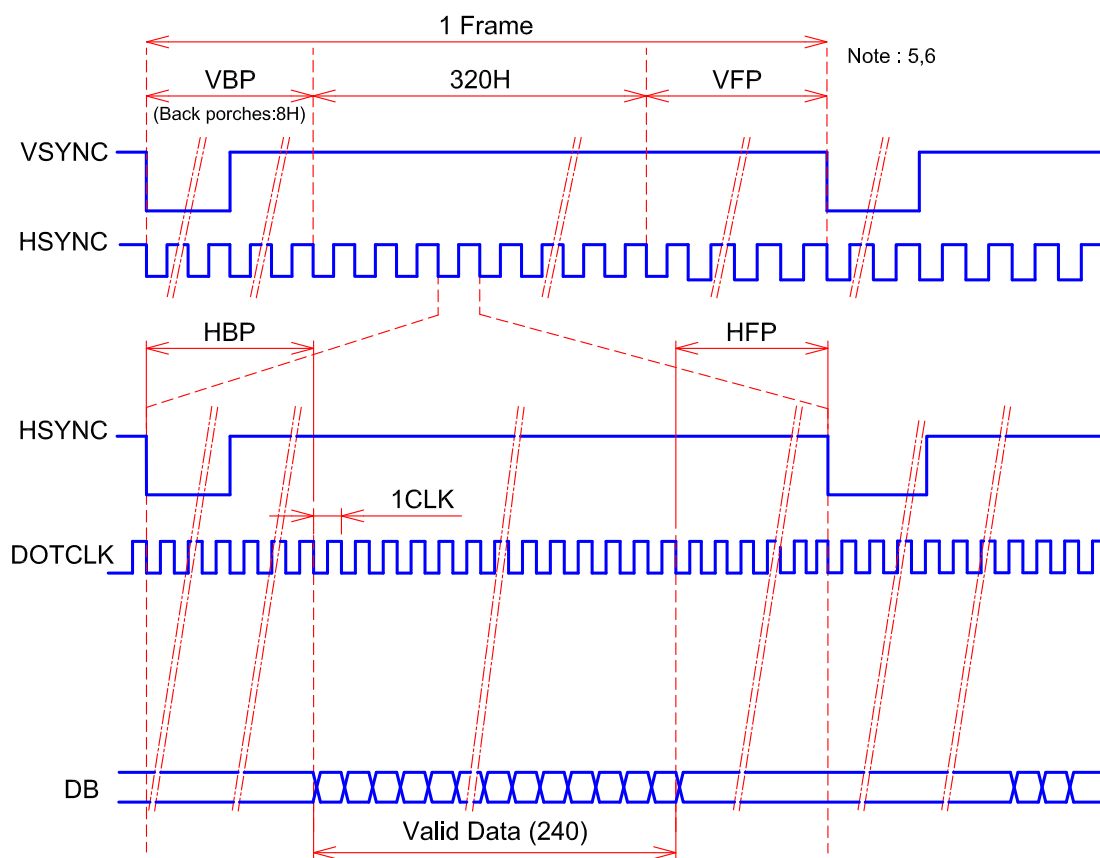 1 Frame
Note : 5,6
VBP
320H
VFP
(Back porches:8H)
VSYNC
HSYNC
HBP
HFP
HSYNC
1CLK
DOTCLK
DB
Valid Data (240)